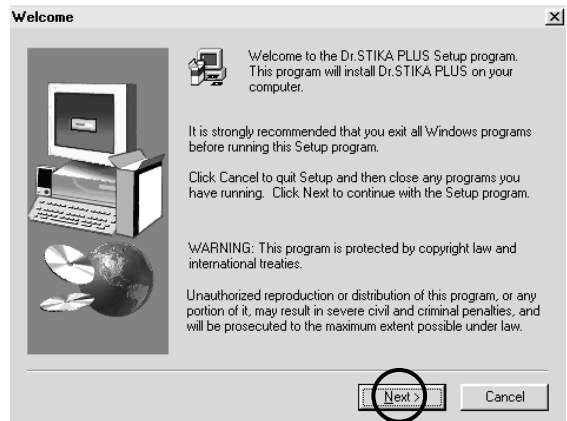 Welcome
Welcome to the Dr.STIKA PLUS Setup program.
This program will install Dr.STIKA PLUS on your
computer.
It is strongly recommended that you exit all Windows programs
before running this Setup program.
Click Cancel to quit Setup and then close any programs you
have running. Click Next to continue with the Setup program.
WARNING: This program is protected by copyright law and
international treaties.
Unauthorized reproduction or distribution of this program, or any
portion of it, may result in severe civil and criminal penalties, and
will be prosecuted to the maximum extent possible under law.
Next >
Cancel